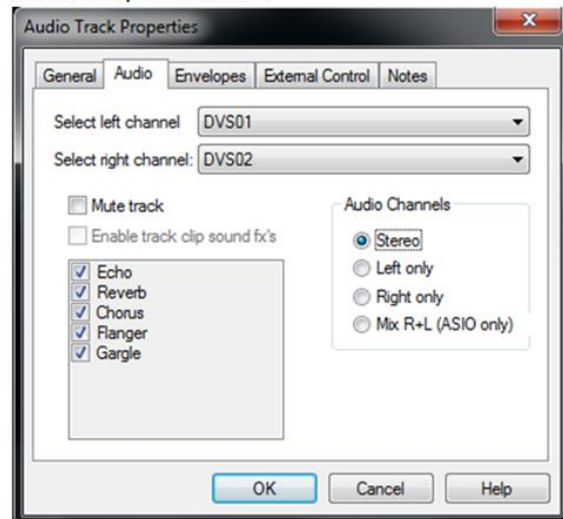 Audio Track Properties
General Audio Envelopes External Control Notes
Select left channel DVS01
Select right channel: DVS02
Mute track
Enable track clip sound fx's
Echo
Reverb
Chorus
Flanger
Gargle
Audio Channels
Stereo
Left only
Right only
Mix R+L (ASIO only)
OK Cancel Help